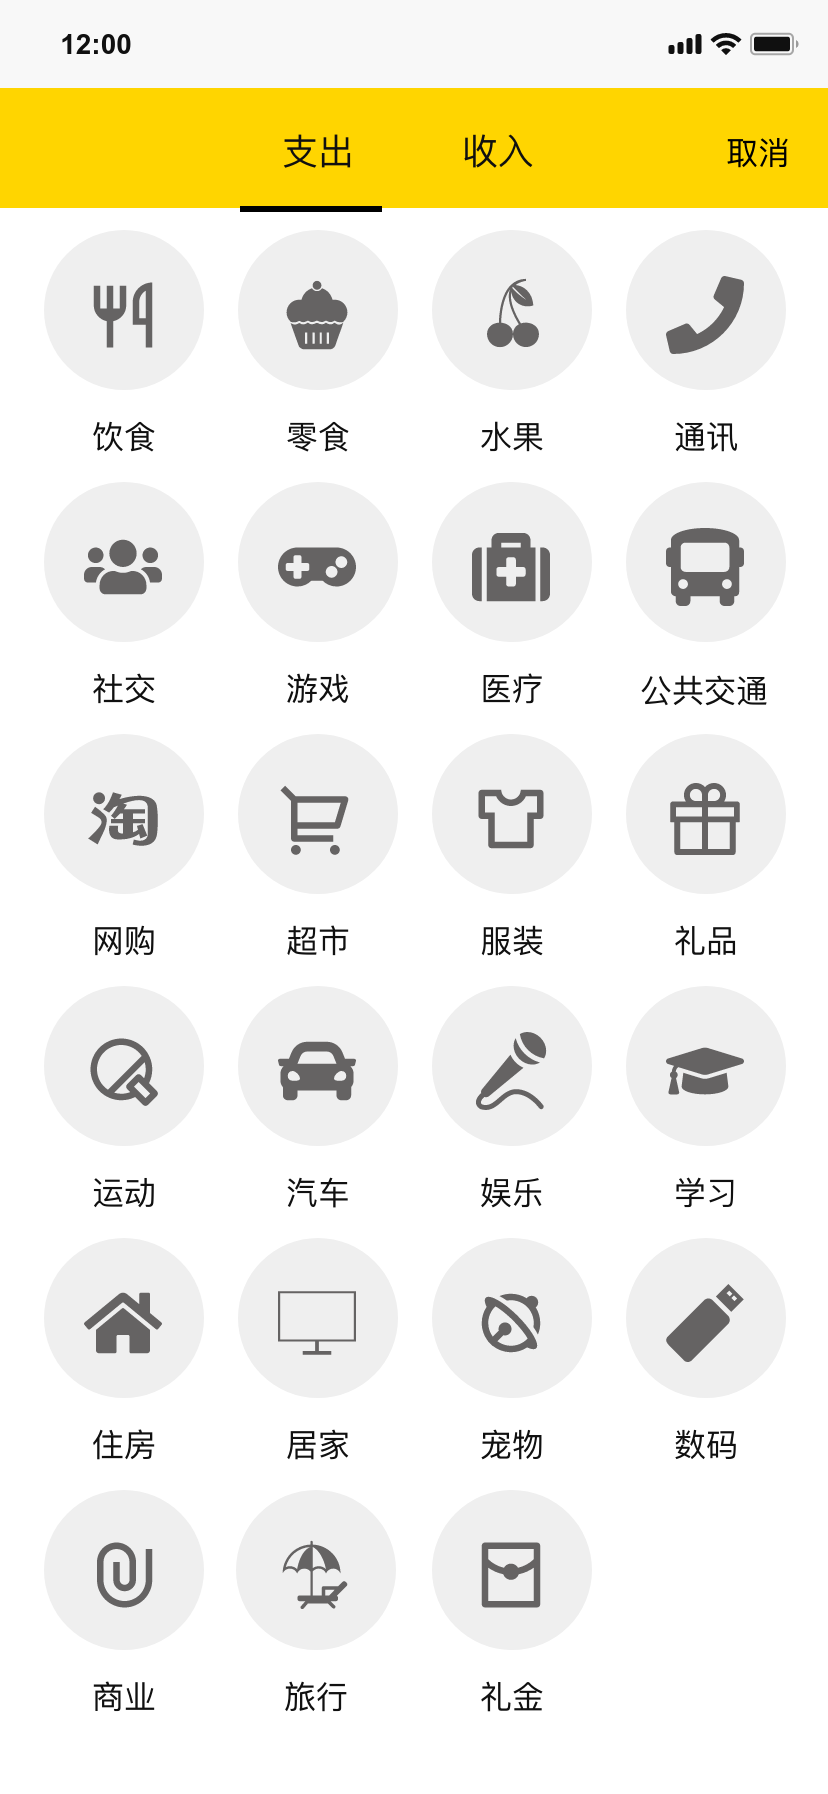 12:00
支出 收入 取消
饮食 零食 水果 通讯
社交 游戏 医疗 公共交通
淘
网购 超市 服装 礼品
运动 汽车 娱乐 学习
住房 居家 宠物 数码
商业 旅行 礼金